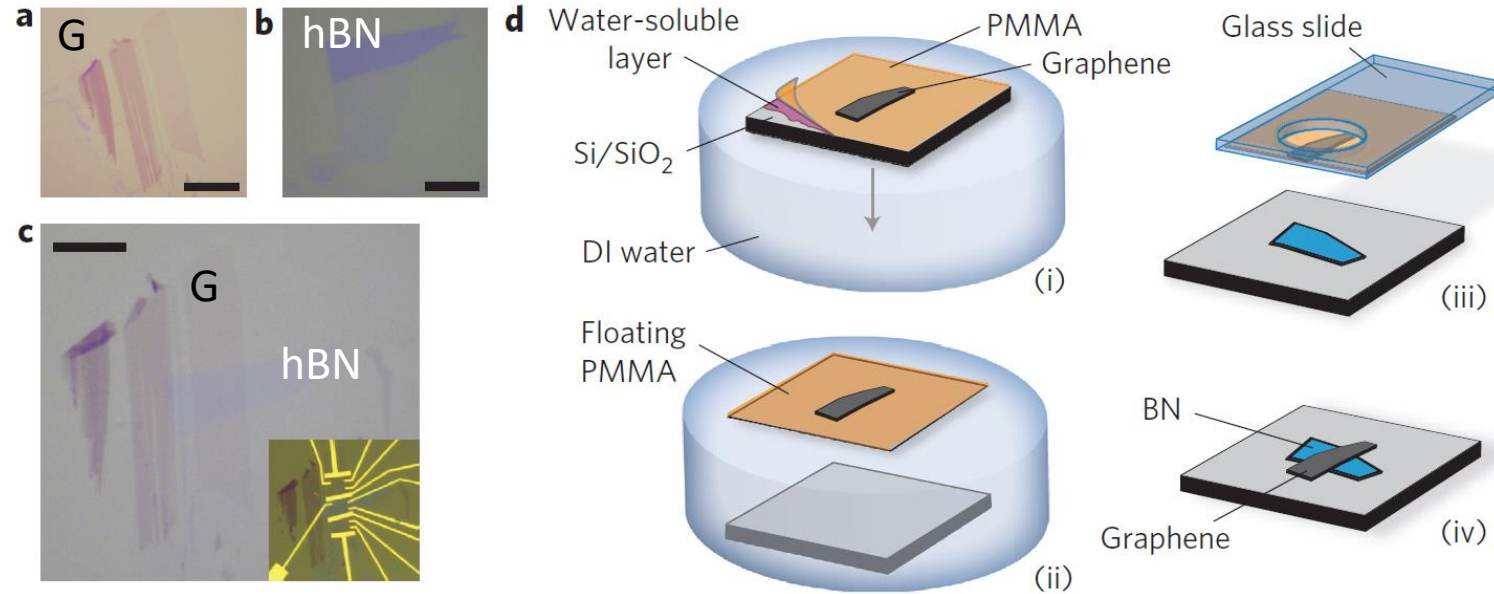 a
G
b
hBN
c
G
hBN
d
Water-soluble
layer
PMMA
Graphene
Si/SiO₂
DI water
(i)
Floating
PMMA
(ii)
Glass slide
(iii)
BN
Graphene
(iv)